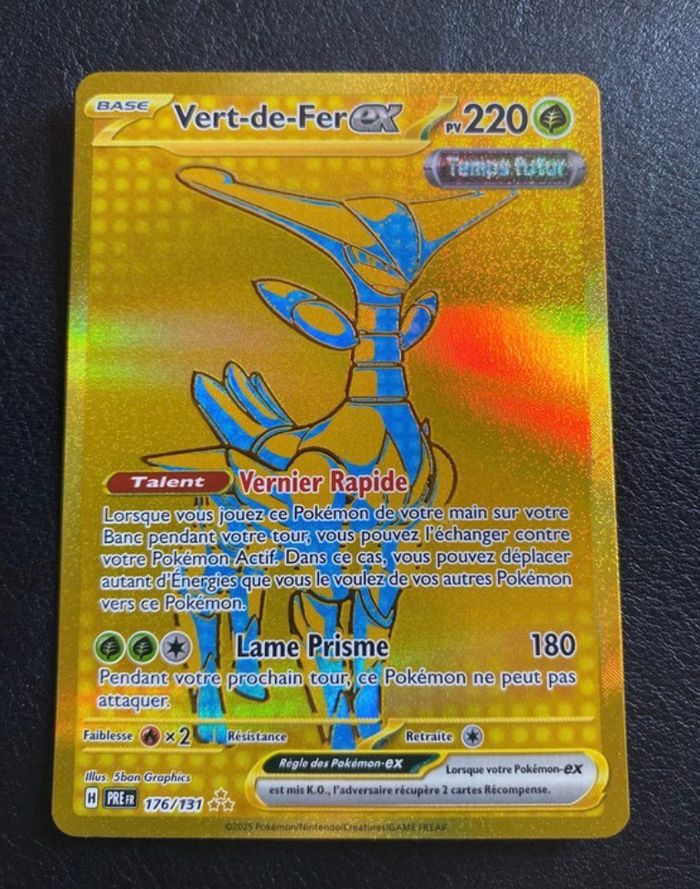 BASE Vert-de-Fer ex PV 220
Temps futur
Talent Vernier Rapide
Lorsque vous jouez ce Pokémon de votre main sur votre
Banc pendant votre tour, vous pouvez l'échanger contre
votre Pokémon Actif. Dans ce cas, vous pouvez déplacer
autant d'Énergies que vous le voulez de vos autres Pokémon
vers ce Pokémon.
Lame Prisme 180
Pendant votre prochain tour, ce Pokémon ne peut pas
attaquer.
Faiblesse ×2 Résistance Retraite
Illus. 5ban Graphics
Règle des Pokémon-ex Lorsque votre Pokémon-ex
est mis K.O., l'adversaire récupère 2 cartes Récompense.
H PRE FR 176/131
©2025 Pokémon/Nintendo/Creatures/GAME FREAK